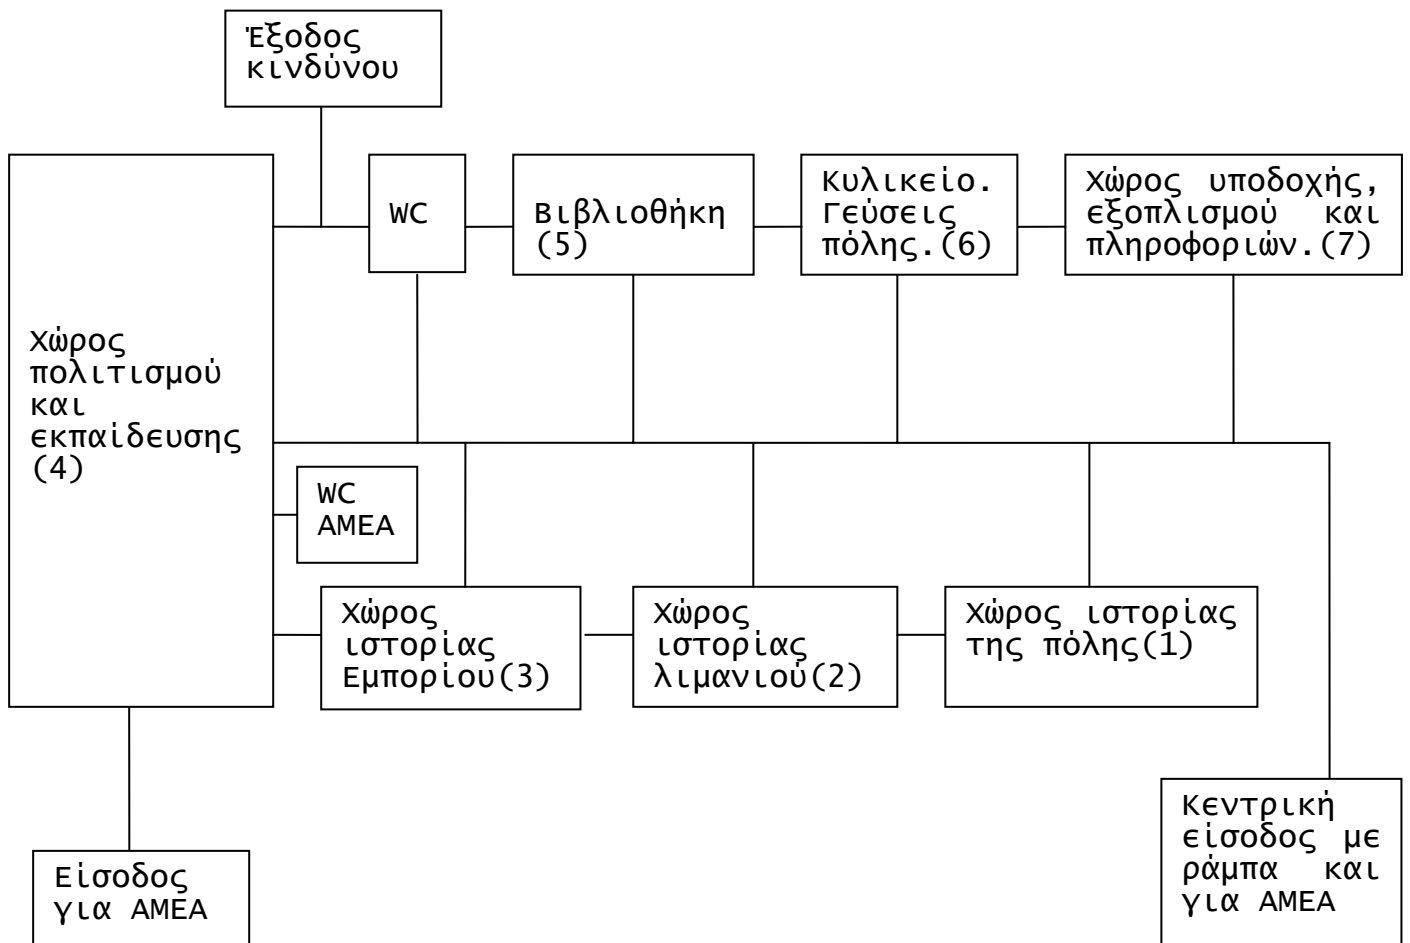 Έξοδος
κινδύνου
WC
Βιβλιοθήκη
(5)
Κυλικείο.
Γεύσεις
πόλης.(6)
Χώρος υποδοχής,
εξοπλισμού και
πληροφοριών.(7)
Χώρος
πολιτισμού
και
εκπαίδευσης
(4)
WC
ΑΜΕΑ
Χώρος
ιστορίας
Εμπορίου(3)
Χώρος
ιστορίας
λιμανιού(2)
Χώρος ιστορίας
της πόλης(1)
Είσοδος
για ΑΜΕΑ
Κεντρική
είσοδος με
ράμπα και
για ΑΜΕΑ